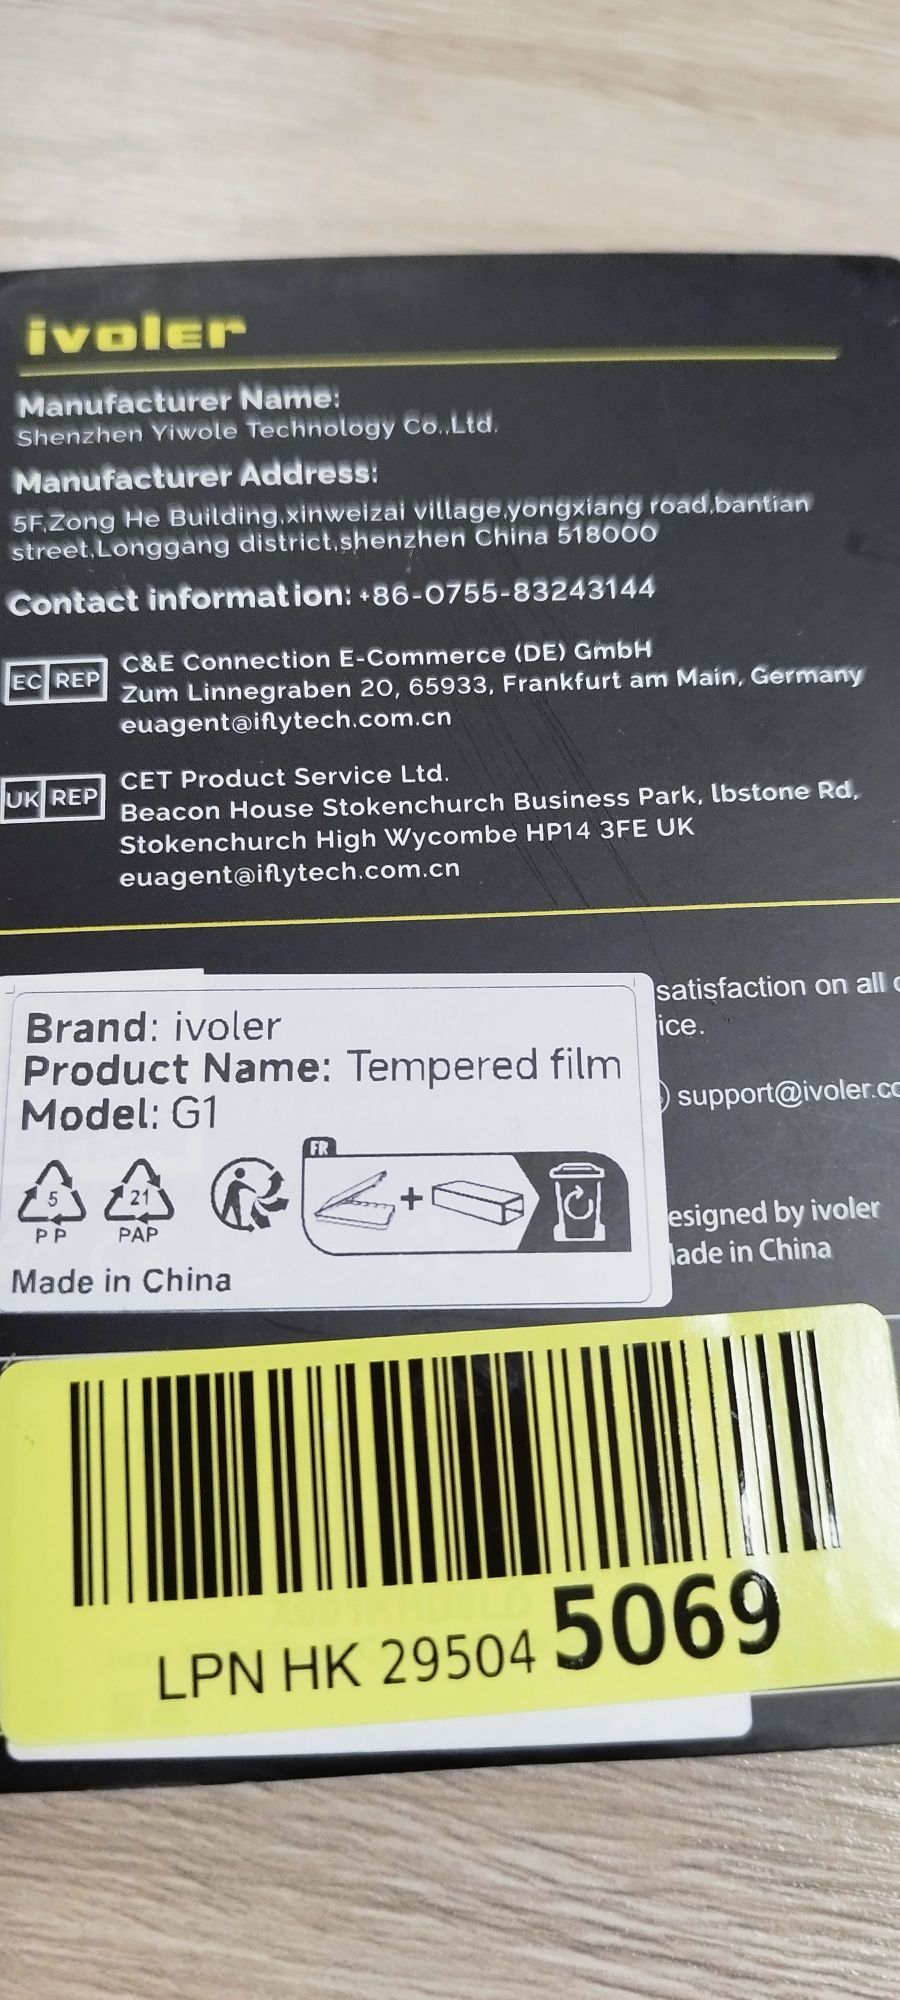 ivoler
Manufacturer Name:
Shenzhen Yiwole Technology Co.,Ltd.
Manufacturer Address:
5F,Zong He Building,xinweizai village,yongxiang road,bantian
street,Longgang district,shenzhen China 518000
Contact information: +86-0755-83243144
EC REP
C&E Connection E-Commerce (DE) GmbH
Zum Linnegraben 20, 65933, Frankfurt am Main, Germany
euagent@iflytech.com.cn
UK REP
CET Product Service Ltd.
Beacon House Stokenchurch Business Park, lbstone Rd,
Stokenchurch High Wycombe HP14 3FE UK
euagent@iflytech.com.cn
satisfaction on all
ice.
support@ivoler.co
esigned by ivoler
ade in China
Brand: ivoler
Product Name: Tempered film
Model: G1
FR
5
21
PP
PAP
+
Made in China
LPN HK 29504 5069